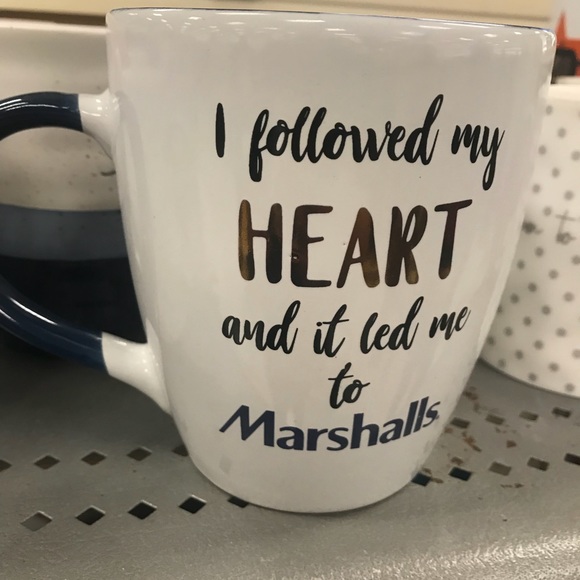 I followed my
HEART
and it led me
to
Marshalls